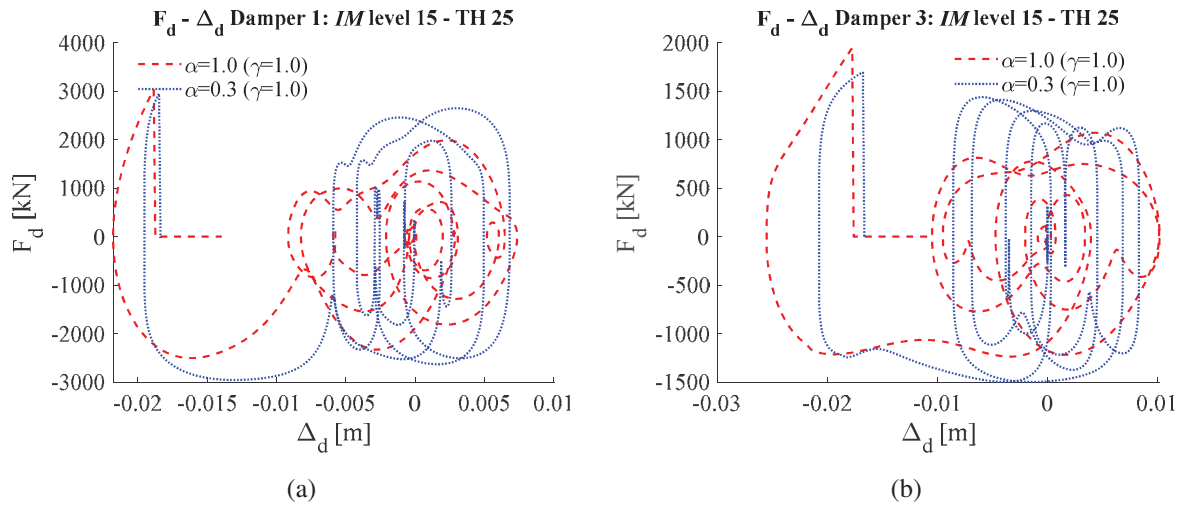 F_d - Δ_d Damper 1: IM level 15 - TH 25
4000
3000
2000
1000
0
-1000
-2000
-3000
F_d [kN]
α=1.0 (γ=1.0)
α=0.3 (γ=1.0)
-0.02 -0.015 -0.01 -0.005 0 0.005 0.01
Δ_d [m]
(a)
F_d - Δ_d Damper 3: IM level 15 - TH 25
2000
1500
1000
500
0
-500
-1000
-1500
F_d [kN]
α=1.0 (γ=1.0)
α=0.3 (γ=1.0)
-0.03 -0.02 -0.01 0 0.01
Δ_d [m]
(b)